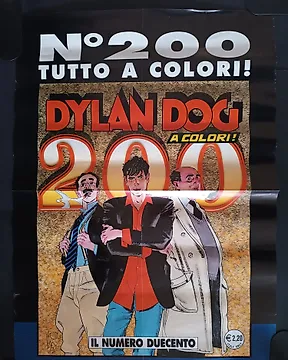 N° 200
TUTTO A COLORI!
DYLAN DOG
A COLORI!
200
IL NUMERO DUECENTO
€ 2,20